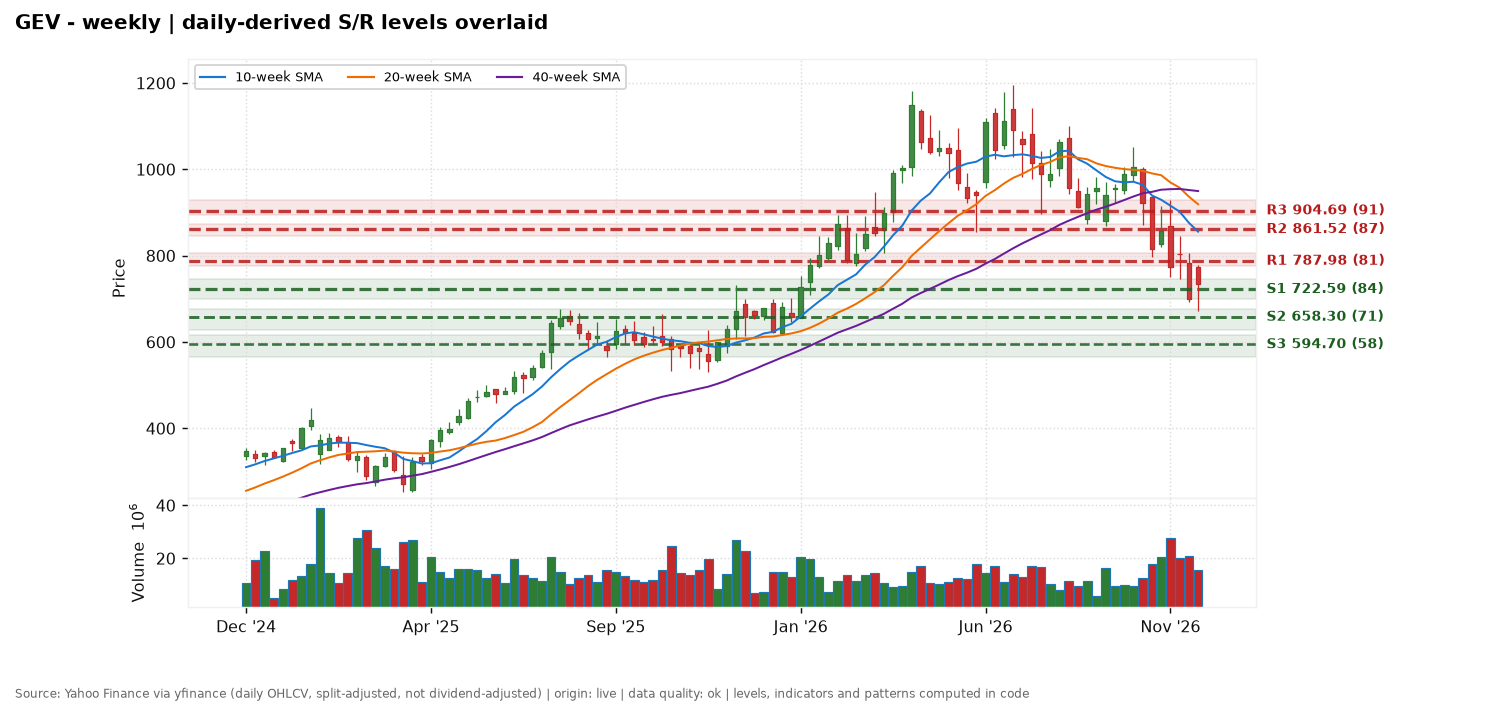 GEV - weekly | daily-derived S/R levels overlaid
10-week SMA 20-week SMA 40-week SMA
Price
1200
1000
800
600
400
R3 904.69 (91)
R2 861.52 (87)
R1 787.98 (81)
S1 722.59 (84)
S2 658.30 (71)
S3 594.70 (58)
Volume 10⁶
40
20
Dec '24 Apr '25 Sep '25 Jan '26 Jun '26 Nov '26
Source: Yahoo Finance via yfinance (daily OHLCV, split-adjusted, not dividend-adjusted) | origin: live | data quality: ok | levels, indicators and patterns computed in code